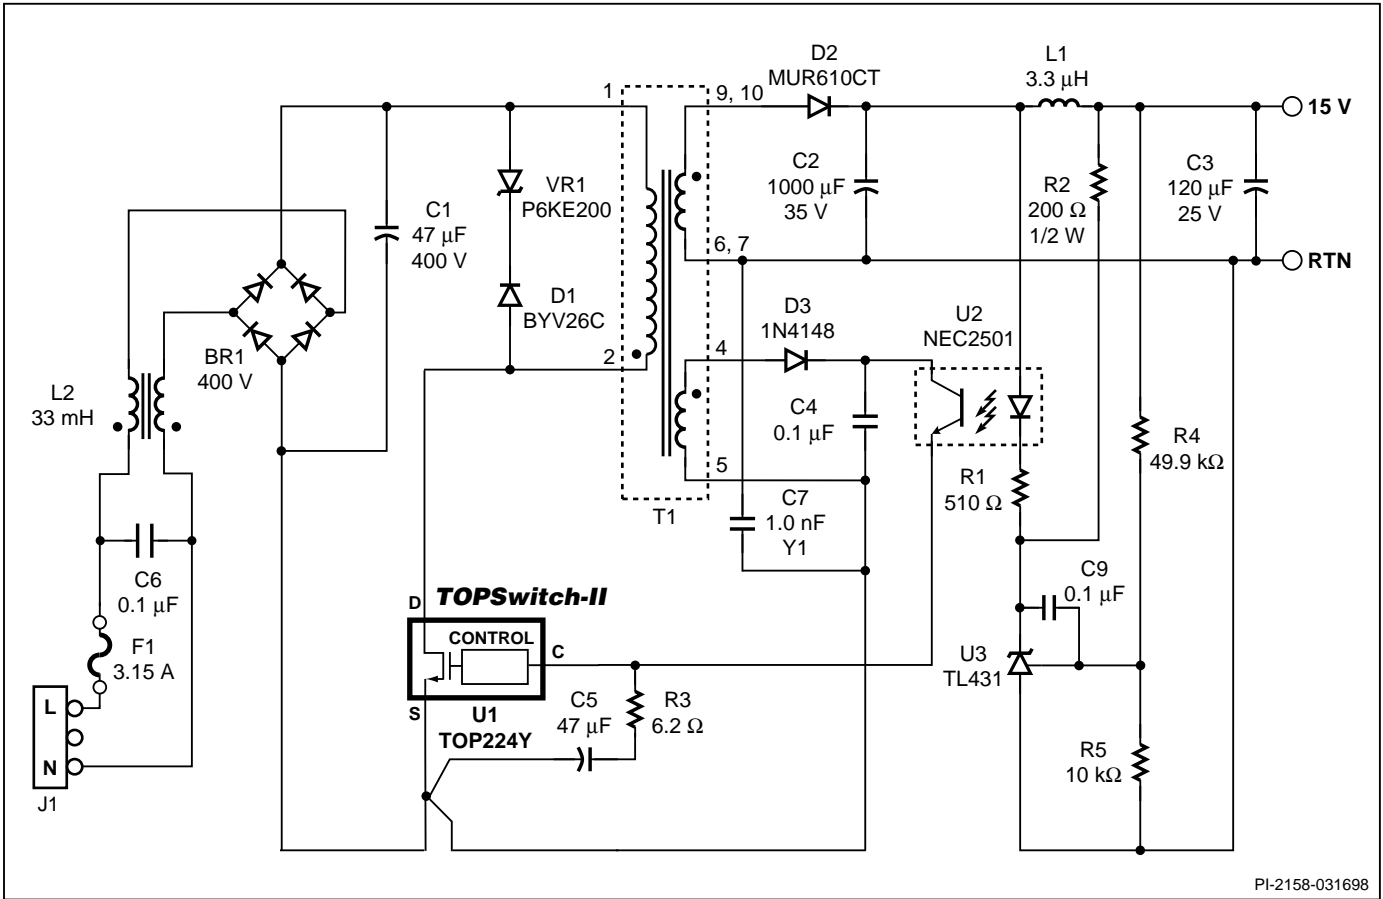 D2
MUR610CT
L1
3.3 μH
1
9, 10
15 V
VR1
P6KE200
C2
1000 μF
35 V
R2
200 Ω
1/2 W
C3
120 μF
25 V
C1
47 μF
400 V
6, 7
RTN
D1
BYV26C
D3
1N4148
U2
NEC2501
BR1
400 V
2
4
L2
33 mH
C4
0.1 μF
R4
49.9 kΩ
5
R1
510 Ω
T1
C7
1.0 nF
Y1
C6
0.1 μF
C9
0.1 μF
D
TOPSwitch-II
CONTROL
C
F1
3.15 A
U3
TL431
L
S
U1
TOP224Y
C5
47 μF
R3
6.2 Ω
N
R5
10 kΩ
J1
PI-2158-031698